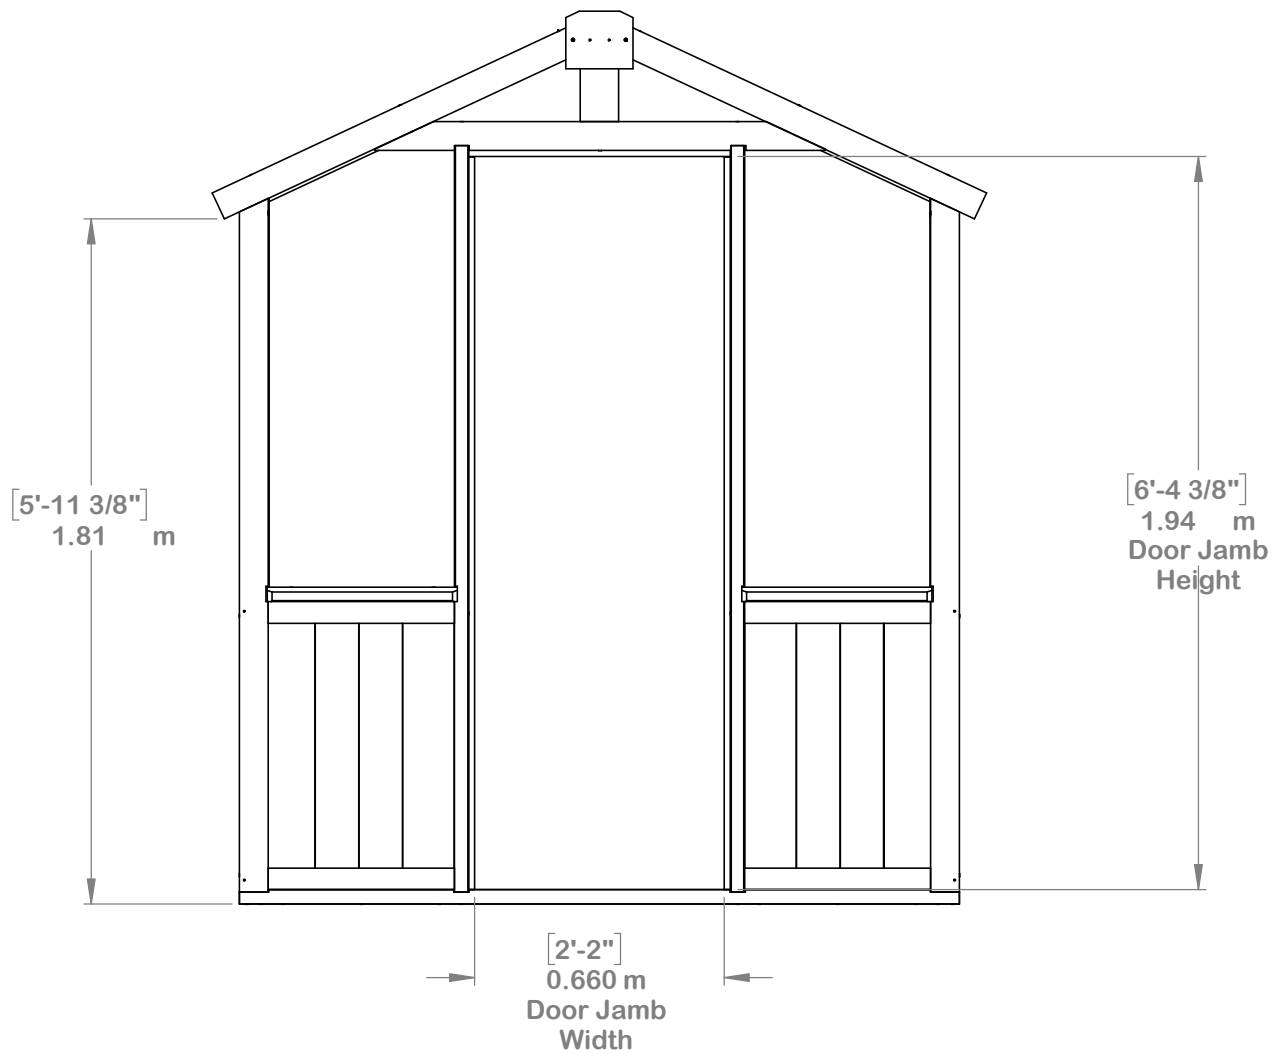 [5'-11 3/8"]
1.81 m
[6'-4 3/8"]
1.94 m
Door Jamb
Height
[2'-2"]
0.660 m
Door Jamb
Width